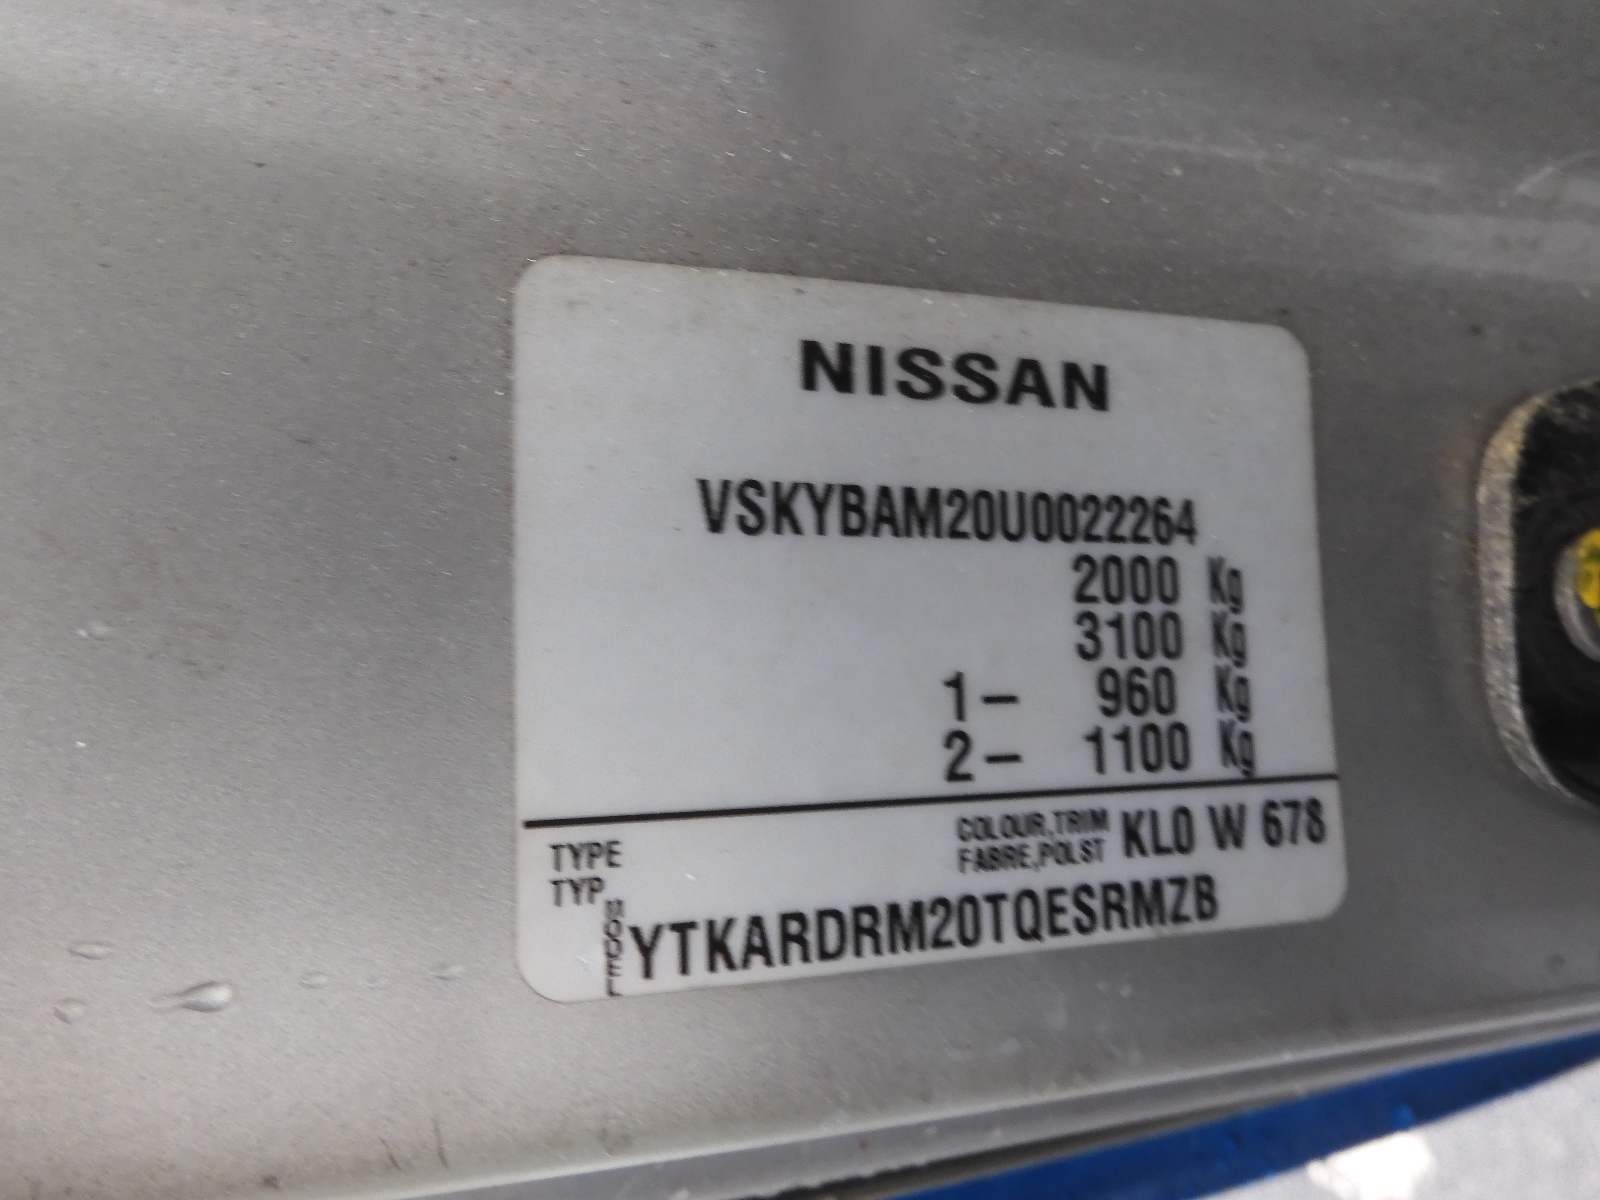 NISSAN
VSKYBAM20U0022264
2000 Kg
3100 Kg
1- 960 Kg
2- 1100 Kg
TYPE
TYP
COLOUR,TRIM
FABRE,POLST
KL0 W 678
MODEL
YTKARDRM20TQESRMZB